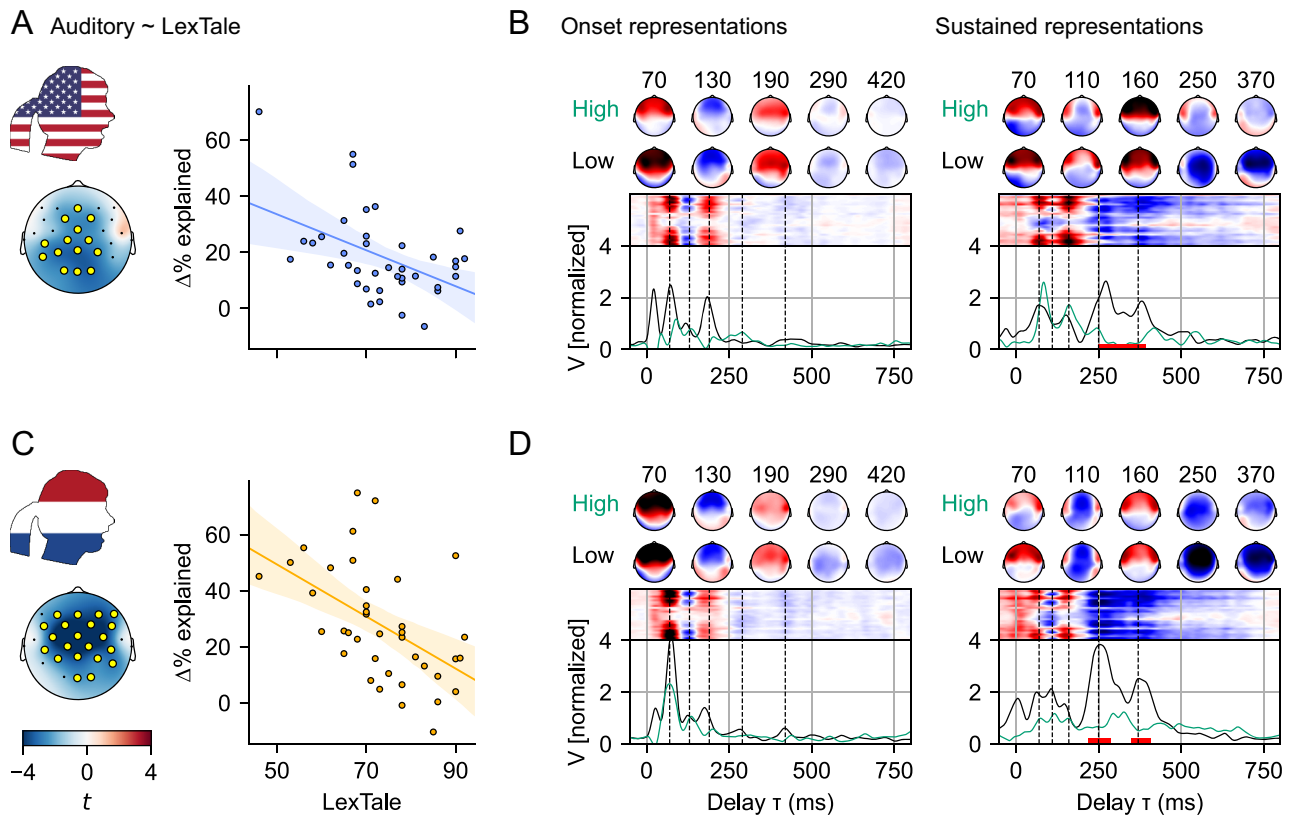 A Auditory ~ LexTale
60
40
20
0
Δ% explained
B Onset representations
70 130 190 290 420
High
Low
4
2
0
V [normalized]
0 250 500 750
Sustained representations
70 110 160 250 370
4
2
0
0 250 500 750
C
60
40
20
0
Δ% explained
50 70 90
LexTale
−4 0 4
t
D
70 130 190 290 420
High
Low
4
2
0
V [normalized]
0 250 500 750
Delay τ (ms)
70 110 160 250 370
High
Low
4
2
0
0 250 500 750
Delay τ (ms)